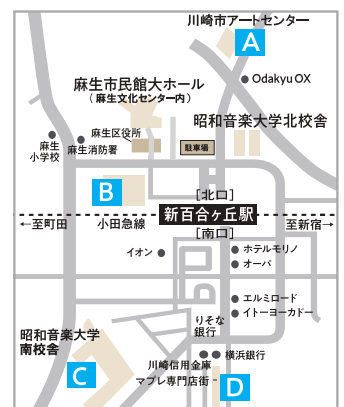 川崎市アートセンター
A
Odakyu OX
麻生市民館大ホール
(麻生文化センター内)
昭和音楽大学北校舎
麻生区役所
麻生
小学校
麻生消防署
駐車場
B
[北口]
新百合ヶ丘駅
←至町田
小田急線
至新宿→
[南口]
イオン
ホテルモリノ
オーパ
エルミロード
イトーヨーカドー
りそな
銀行
昭和音楽大学
南校舎
横浜銀行
川崎信用金庫
マプレ専門店街
C
D